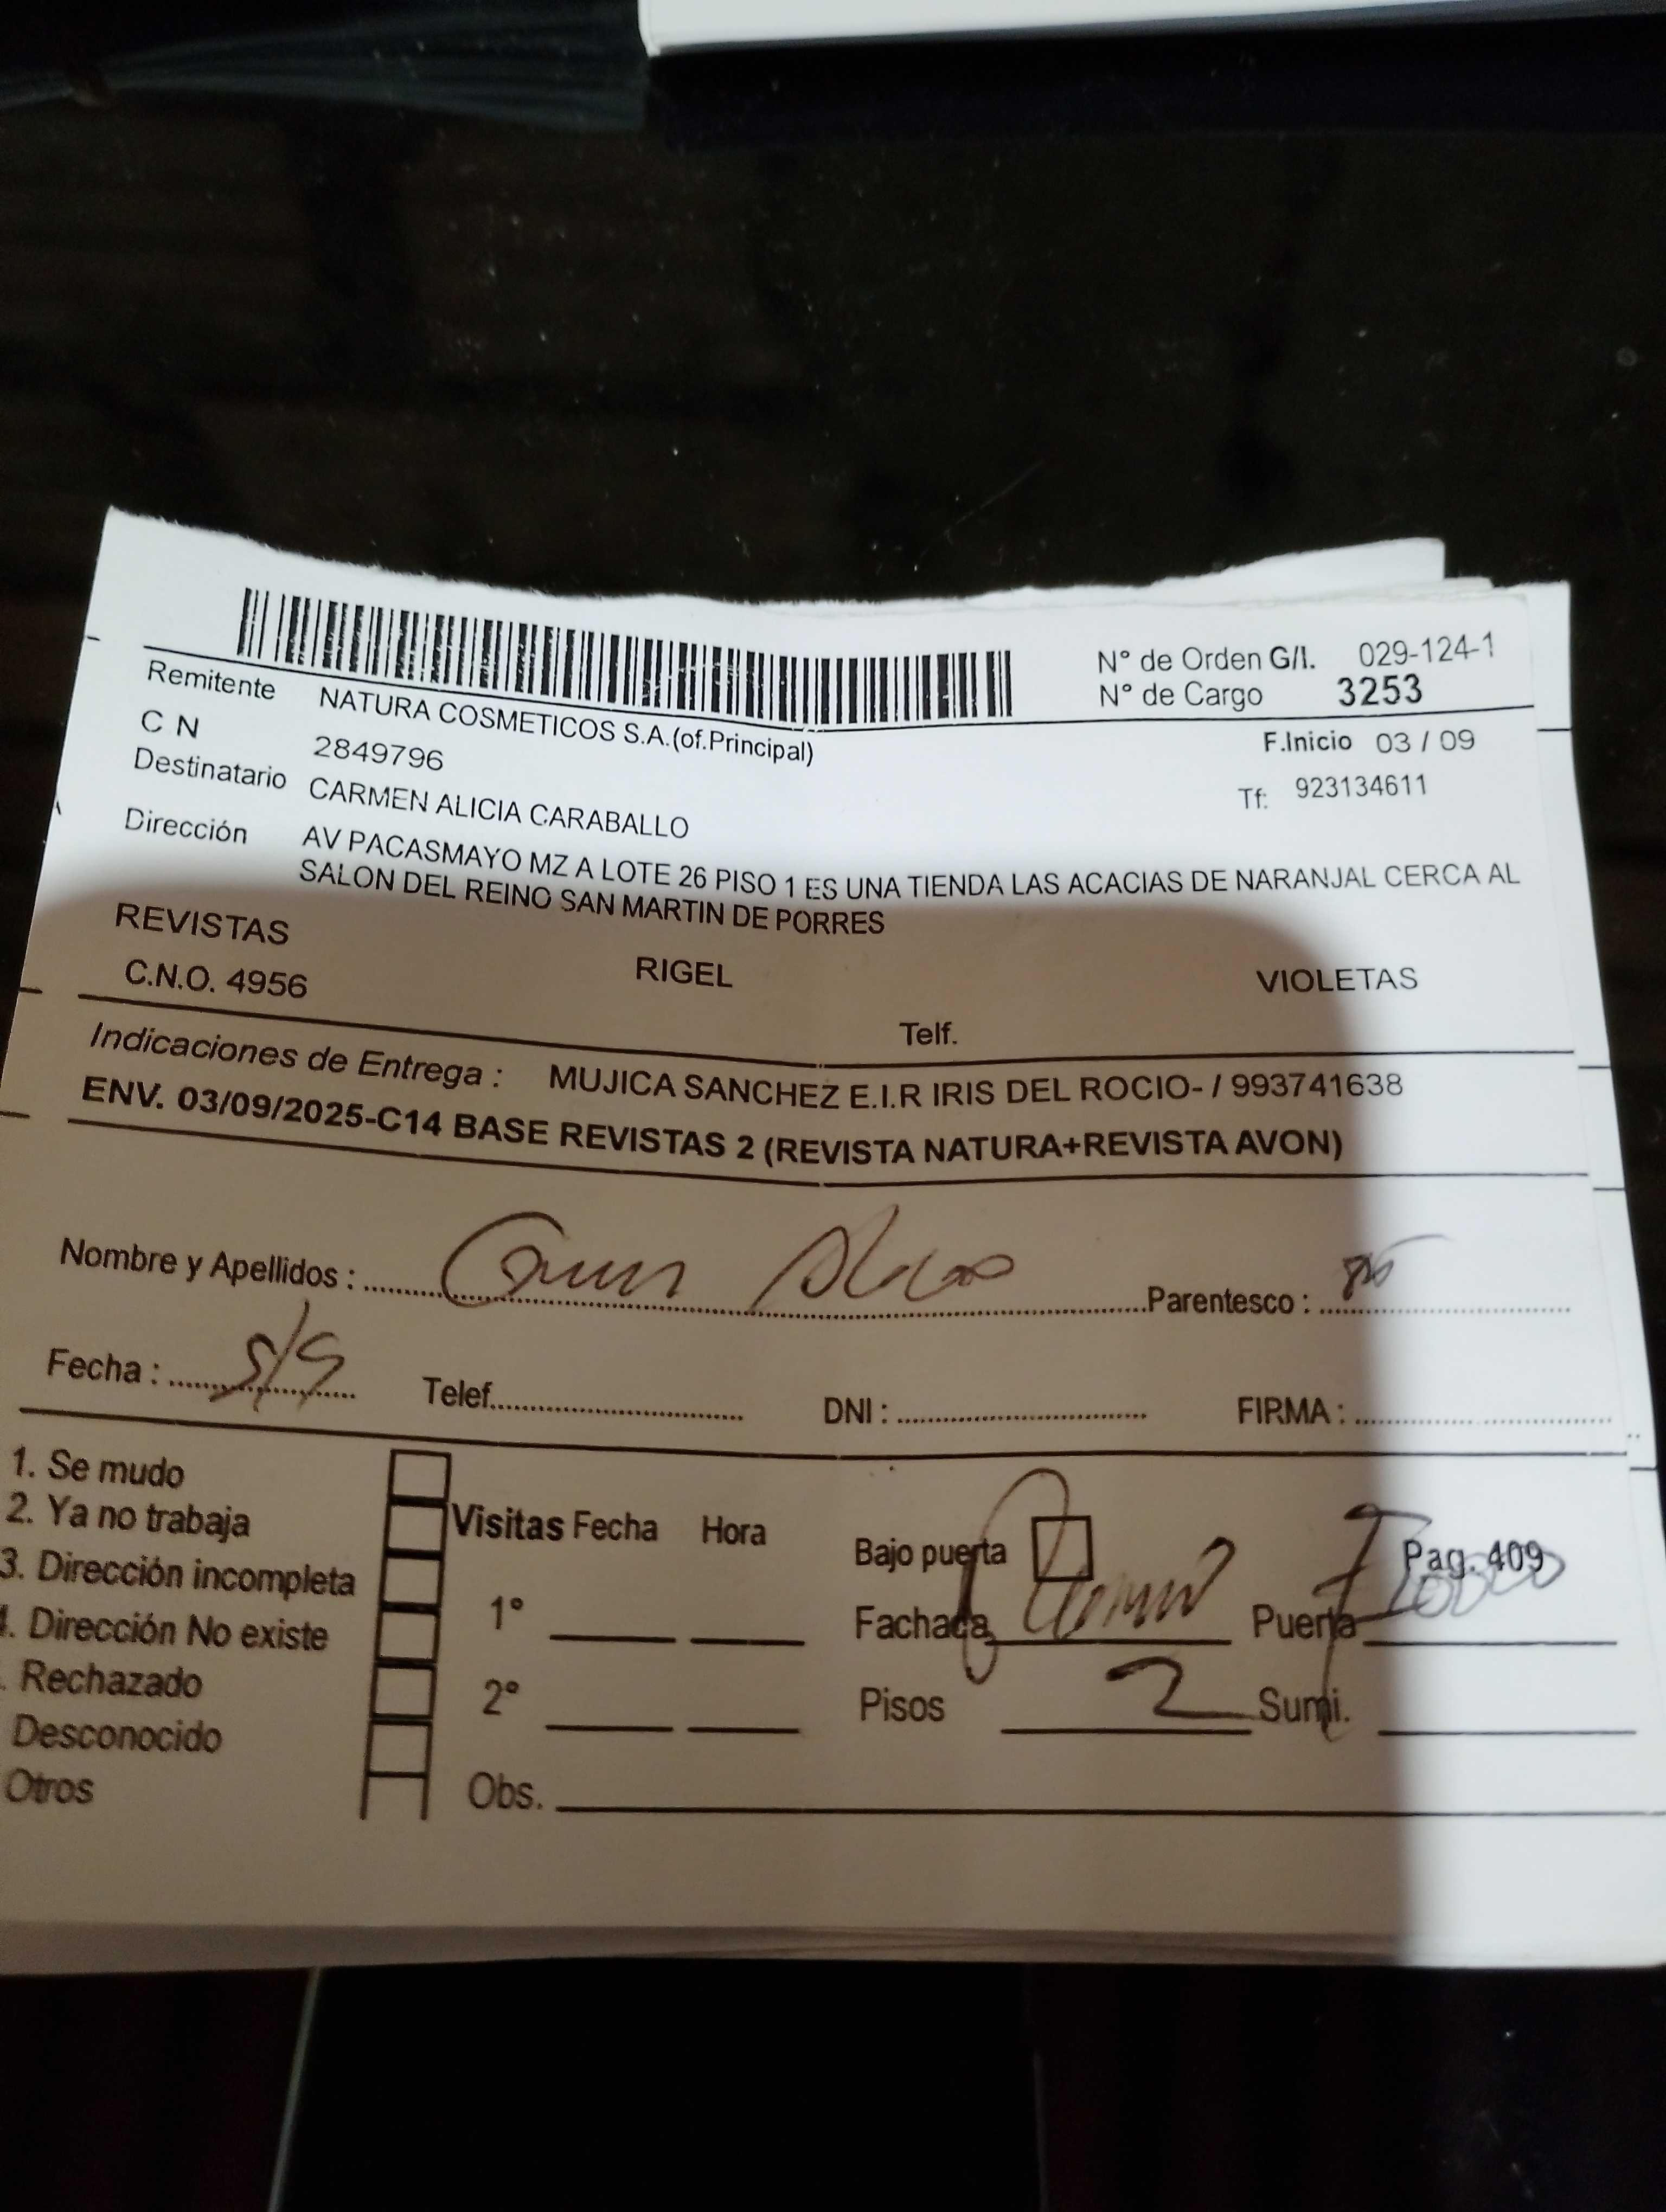 N° de Orden G/I. 029-124-1
N° de Cargo 3253
Remitente NATURA COSMETICOS S.A.(of.Principal)
F.Inicio 03 / 09
C N 2849796
Tf: 923134611
Destinatario CARMEN ALICIA CARABALLO
Dirección AV PACASMAYO MZ A LOTE 26 PISO 1 ES UNA TIENDA LAS ACACIAS DE NARANJAL CERCA AL
SALON DEL REINO SAN MARTIN DE PORRES
REVISTAS
C.N.O. 4956 RIGEL VIOLETAS
Telf.
Indicaciones de Entrega : MUJICA SANCHEZ E.I.R IRIS DEL ROCIO- / 993741638
ENV. 03/09/2025-C14 BASE REVISTAS 2 (REVISTA NATURA+REVISTA AVON)
Nombre y Apellidos : Parentesco :
Fecha : 5/9 Telef. DNI : FIRMA :
1. Se mudo
2. Ya no trabaja
3. Dirección incompleta
. Dirección No existe
. Rechazado
Desconocido
Otros
Visitas Fecha Hora
1°
2°
Obs.
Bajo puerta Pag. 409
Fachada Puerta
Pisos 2 Sumi.